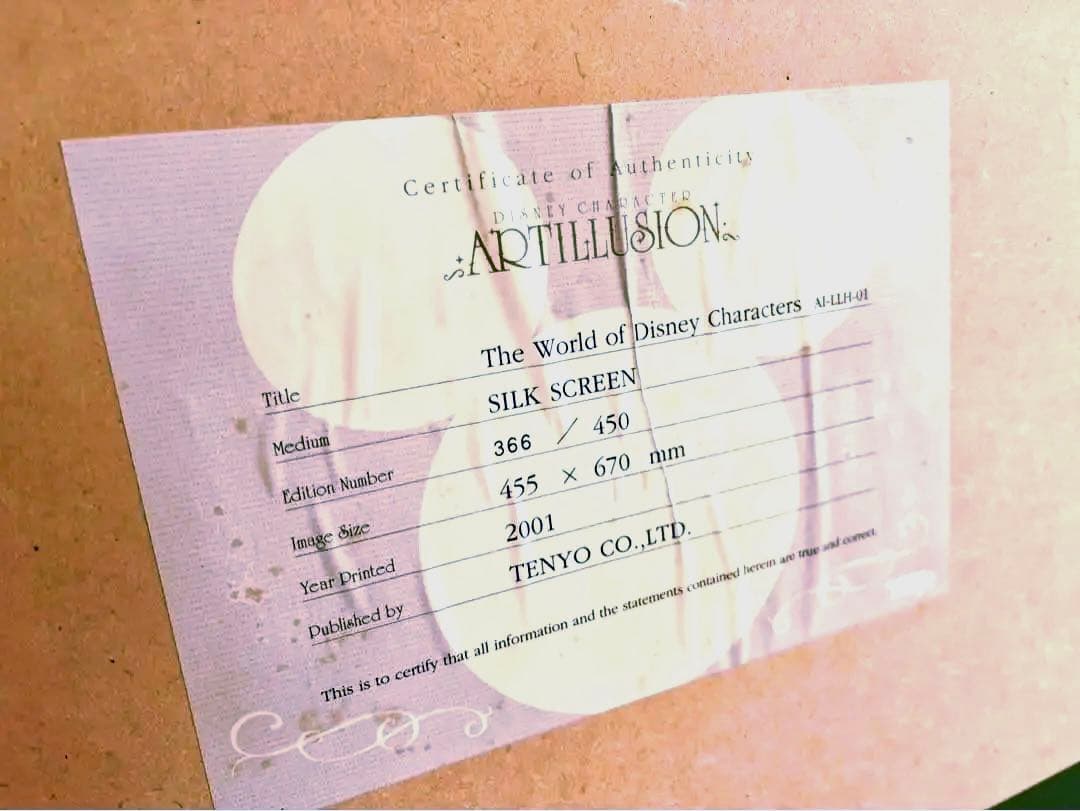 Certificate of Authenticity
DISNEY CHARACTER
ARTILLUSION
Title The World of Disney Characters AI-LLH-01
Medium SILK SCREEN
Edition Number 366 / 450
Image Size 455 × 670 mm
Year Printed 2001
Published by TENYO CO.,LTD.
This is to certify that all information and the statements contained herein are true and correct.